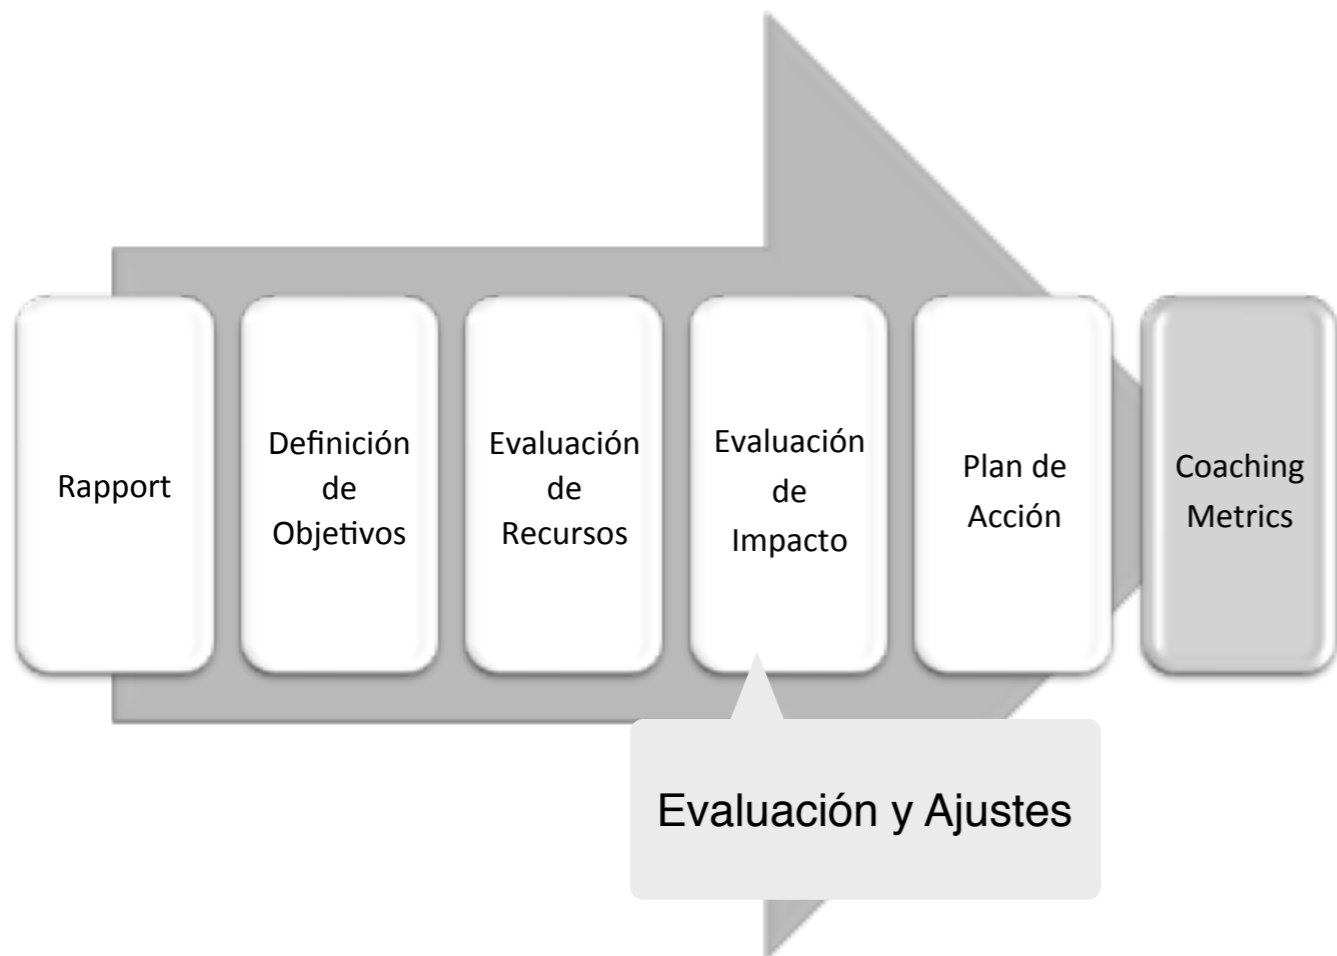 Rapport
Definición
de
Objetivos
Evaluación
de
Recursos
Evaluación
de
Impacto
Plan de
Acción
Coaching
Metrics
Evaluación y Ajustes